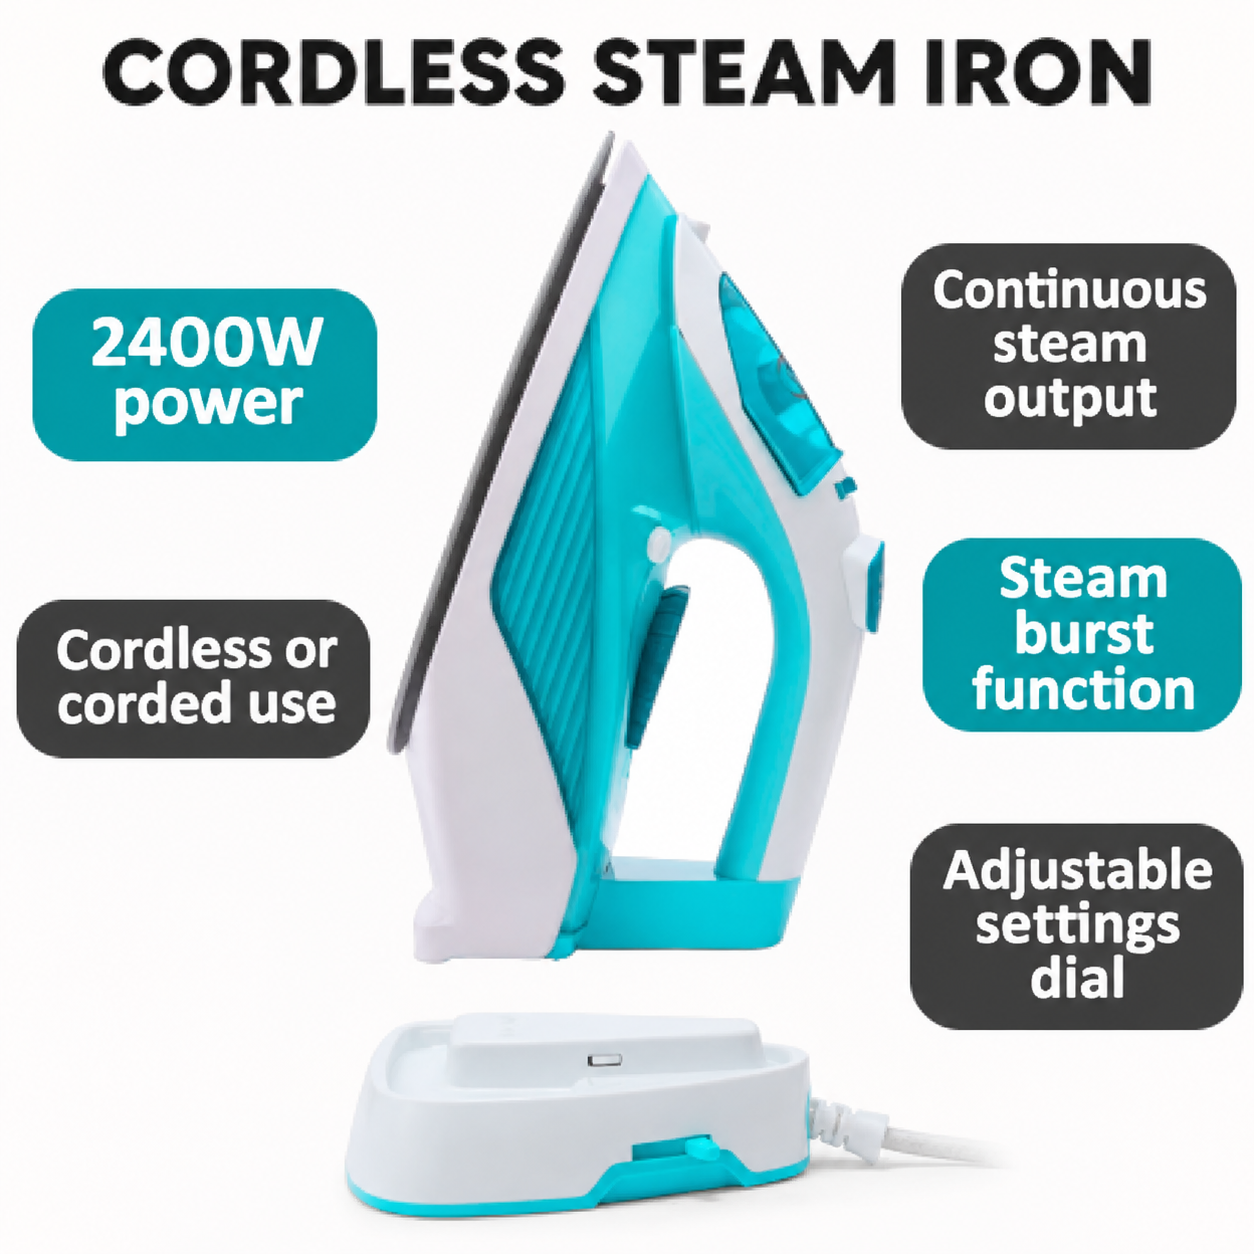 CORDLESS STEAM IRON
2400W
power
Cordless or
corded use
Continuous
steam
output
Steam
burst
function
Adjustable
settings
dial